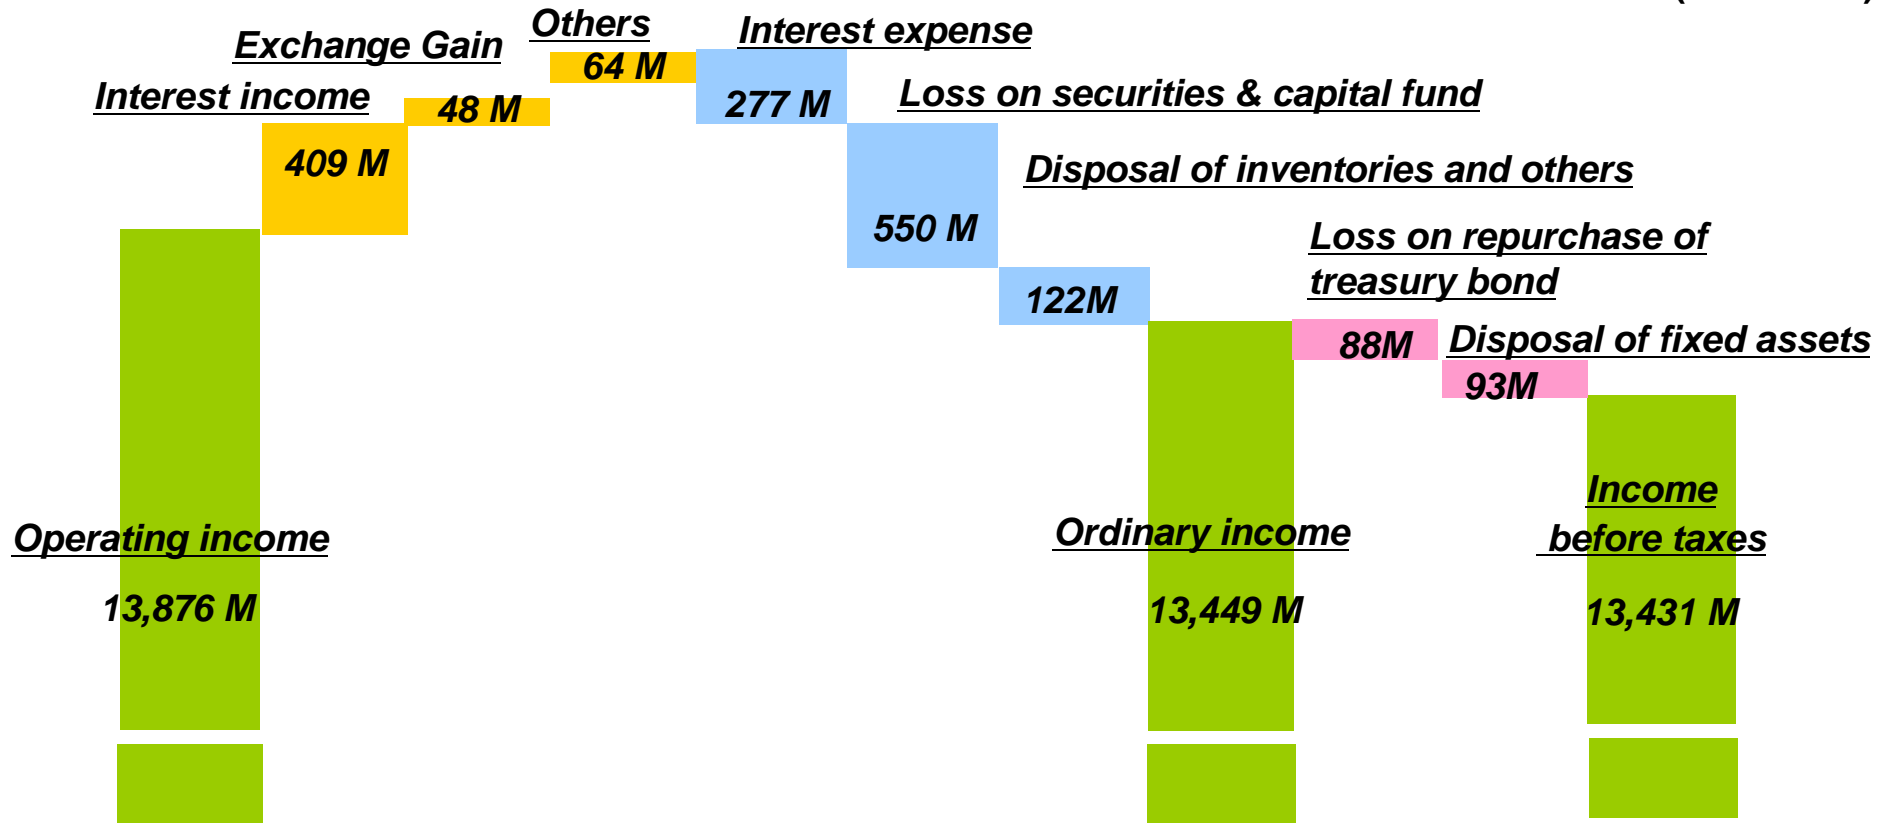 Others
Interest expense
Exchange Gain
64 M
Interest income
277 M
Loss on securities & capital fund
48 M
409 M
Disposal of inventories and others
550 M
Loss on repurchase of
treasury bond
122M
88M
Disposal of fixed assets
93M
Operating income
13,876 M
Ordinary income
13,449 M
Income
before taxes
13,431 M